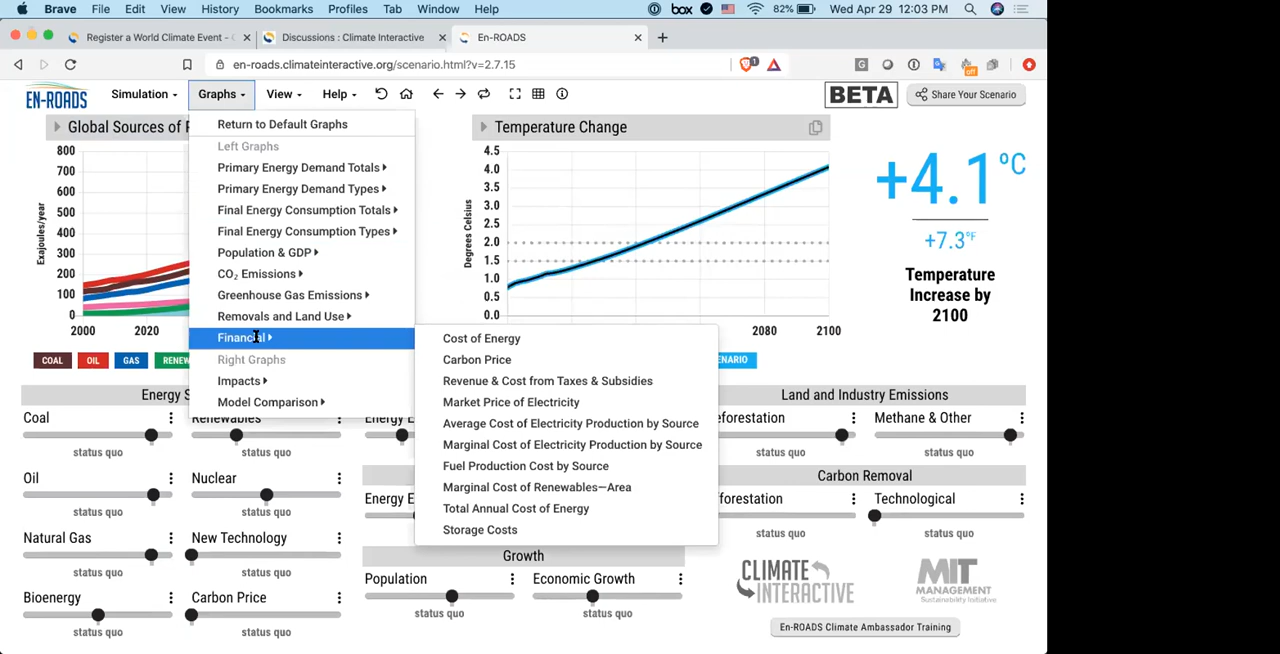 Brave File Edit View History Bookmarks Profiles Tab Window Help box 82% Wed Apr 29 12:03 PM
Register a World Climate Event -
Discussions : Climate Interactive
En-ROADS
en-roads.climateinteractive.org/scenario.html?v=2.7.15
EN-ROADS
Simulation
Graphs
View
Help
BETA
Share Your Scenario
Global Sources of
Return to Default Graphs
Left Graphs
Primary Energy Demand Totals
Primary Energy Demand Types
Final Energy Consumption Totals
Final Energy Consumption Types
Population & GDP
CO₂ Emissions
Greenhouse Gas Emissions
Removals and Land Use
Financial
Right Graphs
Impacts
Model Comparison
Cost of Energy
Carbon Price
Revenue & Cost from Taxes & Subsidies
Market Price of Electricity
Average Cost of Electricity Production by Source
Marginal Cost of Electricity Production by Source
Fuel Production Cost by Source
Marginal Cost of Renewables—Area
Total Annual Cost of Energy
Storage Costs
Exajoules/year
800
700
600
500
400
300
200
100
0
2000 2020
COAL OIL GAS RENEW
Temperature Change
Degrees Celsius
4.5
4.0
3.5
3.0
2.5
2.0
1.5
1.0
0.5
0.0
2080 2100
+4.1°C
+7.3°F
Temperature
Increase by
2100
Energy S
Coal
status quo
Renewables
status quo
Oil
status quo
Nuclear
status quo
Natural Gas
status quo
New Technology
status quo
Bioenergy
status quo
Carbon Price
status quo
Energy E
Energy E
Growth
Population
status quo
Economic Growth
status quo
Land and Industry Emissions
status quo
Methane & Other
status quo
Carbon Removal
status quo
Technological
status quo
CLIMATE
INTERACTIVE
MIT
MANAGEMENT
Sustainability Initiative
En-ROADS Climate Ambassador Training